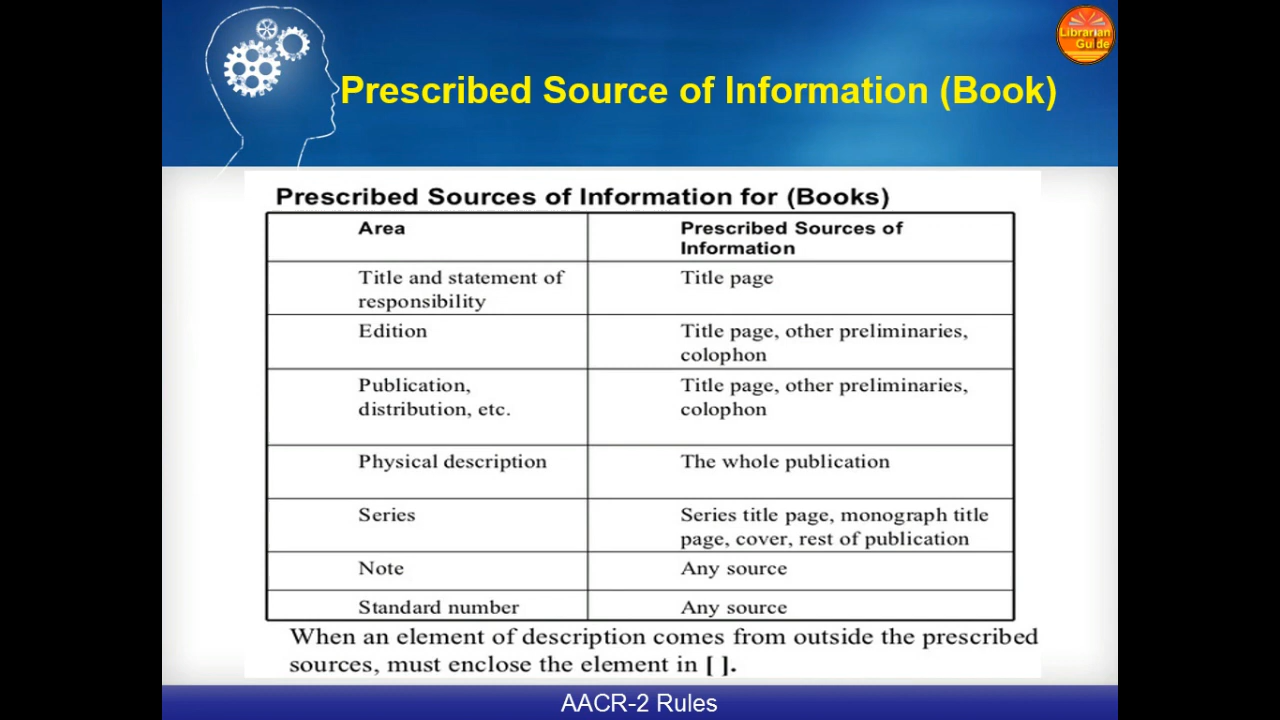 Librarian
Guide
Prescribed Source of Information (Book)
Prescribed Sources of Information for (Books)
Area
Prescribed Sources of
Information
Title and statement of
responsibility
Title page
Edition
Title page, other preliminaries,
colophon
Publication,
distribution, etc.
Title page, other preliminaries,
colophon
Physical description
The whole publication
Series
Series title page, monograph title
page, cover, rest of publication
Note
Any source
Standard number
Any source
When an element of description comes from outside the prescribed
sources, must enclose the element in [ ].
AACR-2 Rules